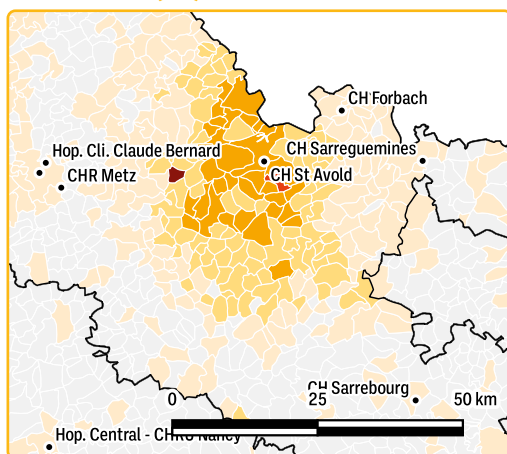 CH Forbach
Hop. Cli. Claude Bernard
CH Sarreguemines
CHR Metz
CH St Avold
CH Sarrebourg
0 25 50 km
Hop. Central - CHRU Nancy